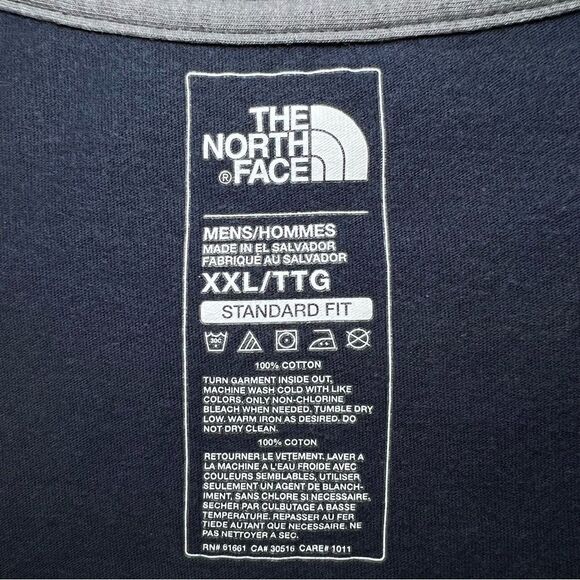 THE
NORTH
®FACE
MENS/HOMMES
MADE IN EL SALVADOR
FABRIQUÉ AU SALVADOR
XXL/TTG
STANDARD FIT
30C
100% COTTON
TURN GARMENT INSIDE OUT,
MACHINE WASH COLD WITH LIKE
COLORS. ONLY NON-CHLORINE
BLEACH WHEN NEEDED. TUMBLE DRY
LOW. WARM IRON AS DESIRED. DO
NOT DRY CLEAN.
100% COTON
RETOURNER LE VETEMENT. LAVER A
LA MACHINE A L'EAU FROIDE AVEC
COULEURS SEMBLABLES, UTILISER
SEULEMENT UN AGENT DE BLANCH-
IMENT, SANS CHLORE SI NECESSAIRE,
SECHER PAR CULBUTAGE A BASSE
TEMPERATURE. REPASSER AU FER
TIEDE AUTANT QUE NECESSAIRE. NE
PAS NETTOYER A SEC.
RN# 61661 CA# 30516 CARE# 1011